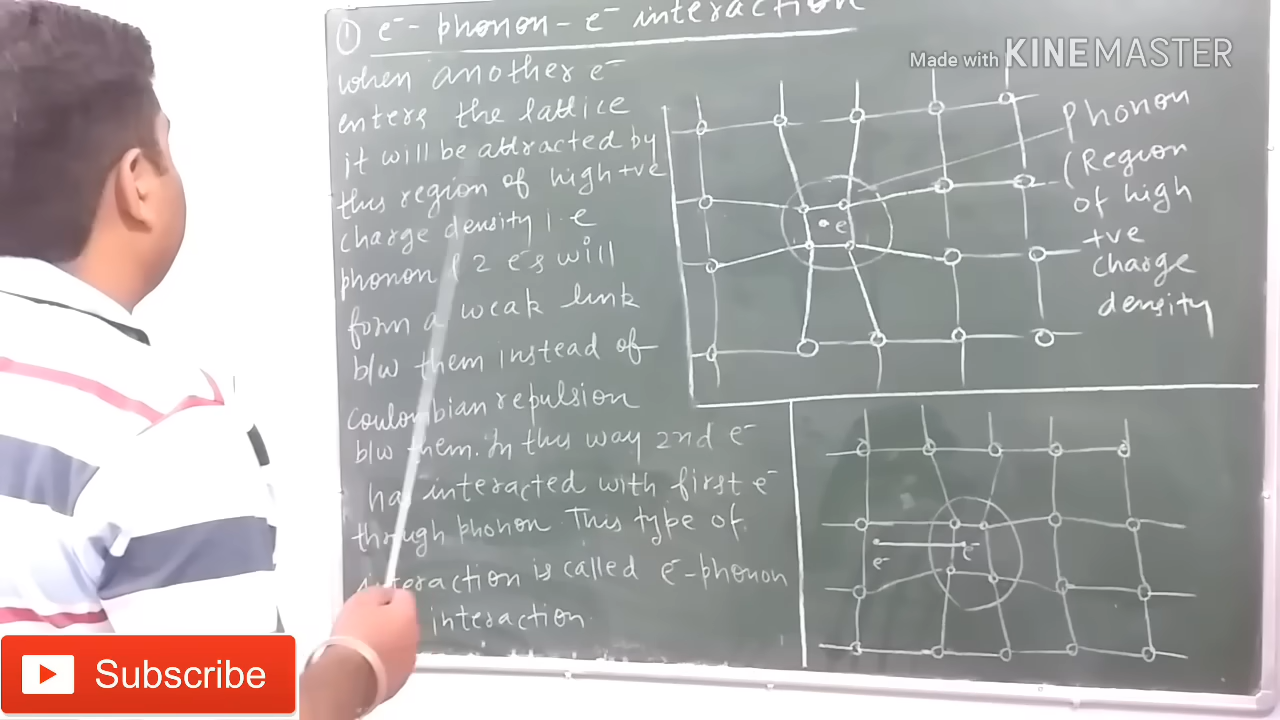 ① e⁻ - phonon - e⁻ interaction
when another e⁻
enters the lattice
it will be attracted by
this region of high +ve
charge density i.e
phonon & 2 e⁻s will
form a weak link
b/w them instead of
coulombian repulsion
b/w them. In this way 2nd e⁻
has interacted with first e⁻
through phonon. This type of
interaction is called e⁻-phonon
interaction.
Made with KINEMASTER
Phonon
(Region
of high
+ve
charge
density
e
e⁻
e⁻
Subscribe